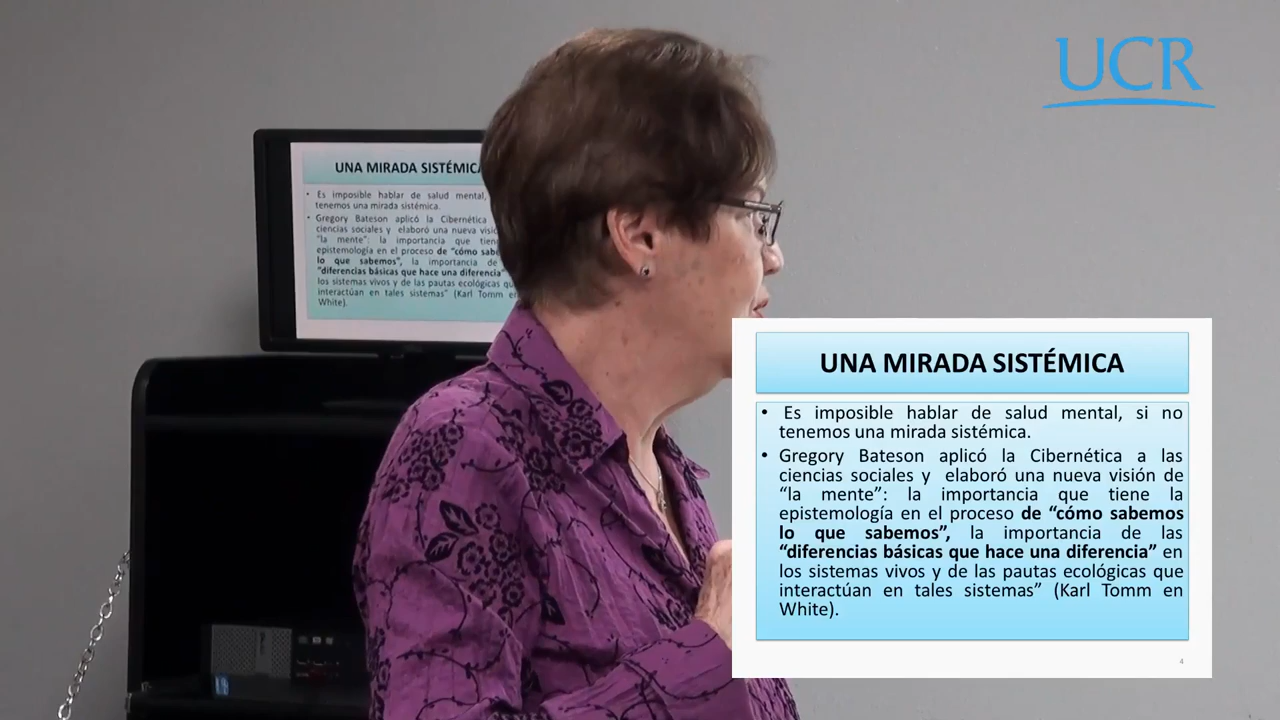 UCR
UNA MIRADA SISTÉMICA
• Es imposible hablar de salud mental,
tenemos una mirada sistémica.
• Gregory Bateson aplicó la Cibernética
ciencias sociales y elaboró una nueva
"la mente": la importancia que
epistemología en el proceso de "cómo
lo que sabemos", la importancia de
"diferencias básicas que hace una diferencia"
los sistemas vivos y de las pautas ecológicas
interactúan en tales sistemas" (Karl Tomm en
White).
UNA MIRADA SISTÉMICA
• Es imposible hablar de salud mental, si no
tenemos una mirada sistémica.
• Gregory Bateson aplicó la Cibernética a las
ciencias sociales y elaboró una nueva visión de
“la mente”: la importancia que tiene la
epistemología en el proceso de “cómo sabemos
lo que sabemos”, la importancia de las
“diferencias básicas que hace una diferencia” en
los sistemas vivos y de las pautas ecológicas que
interactúan en tales sistemas” (Karl Tomm en
White).
4